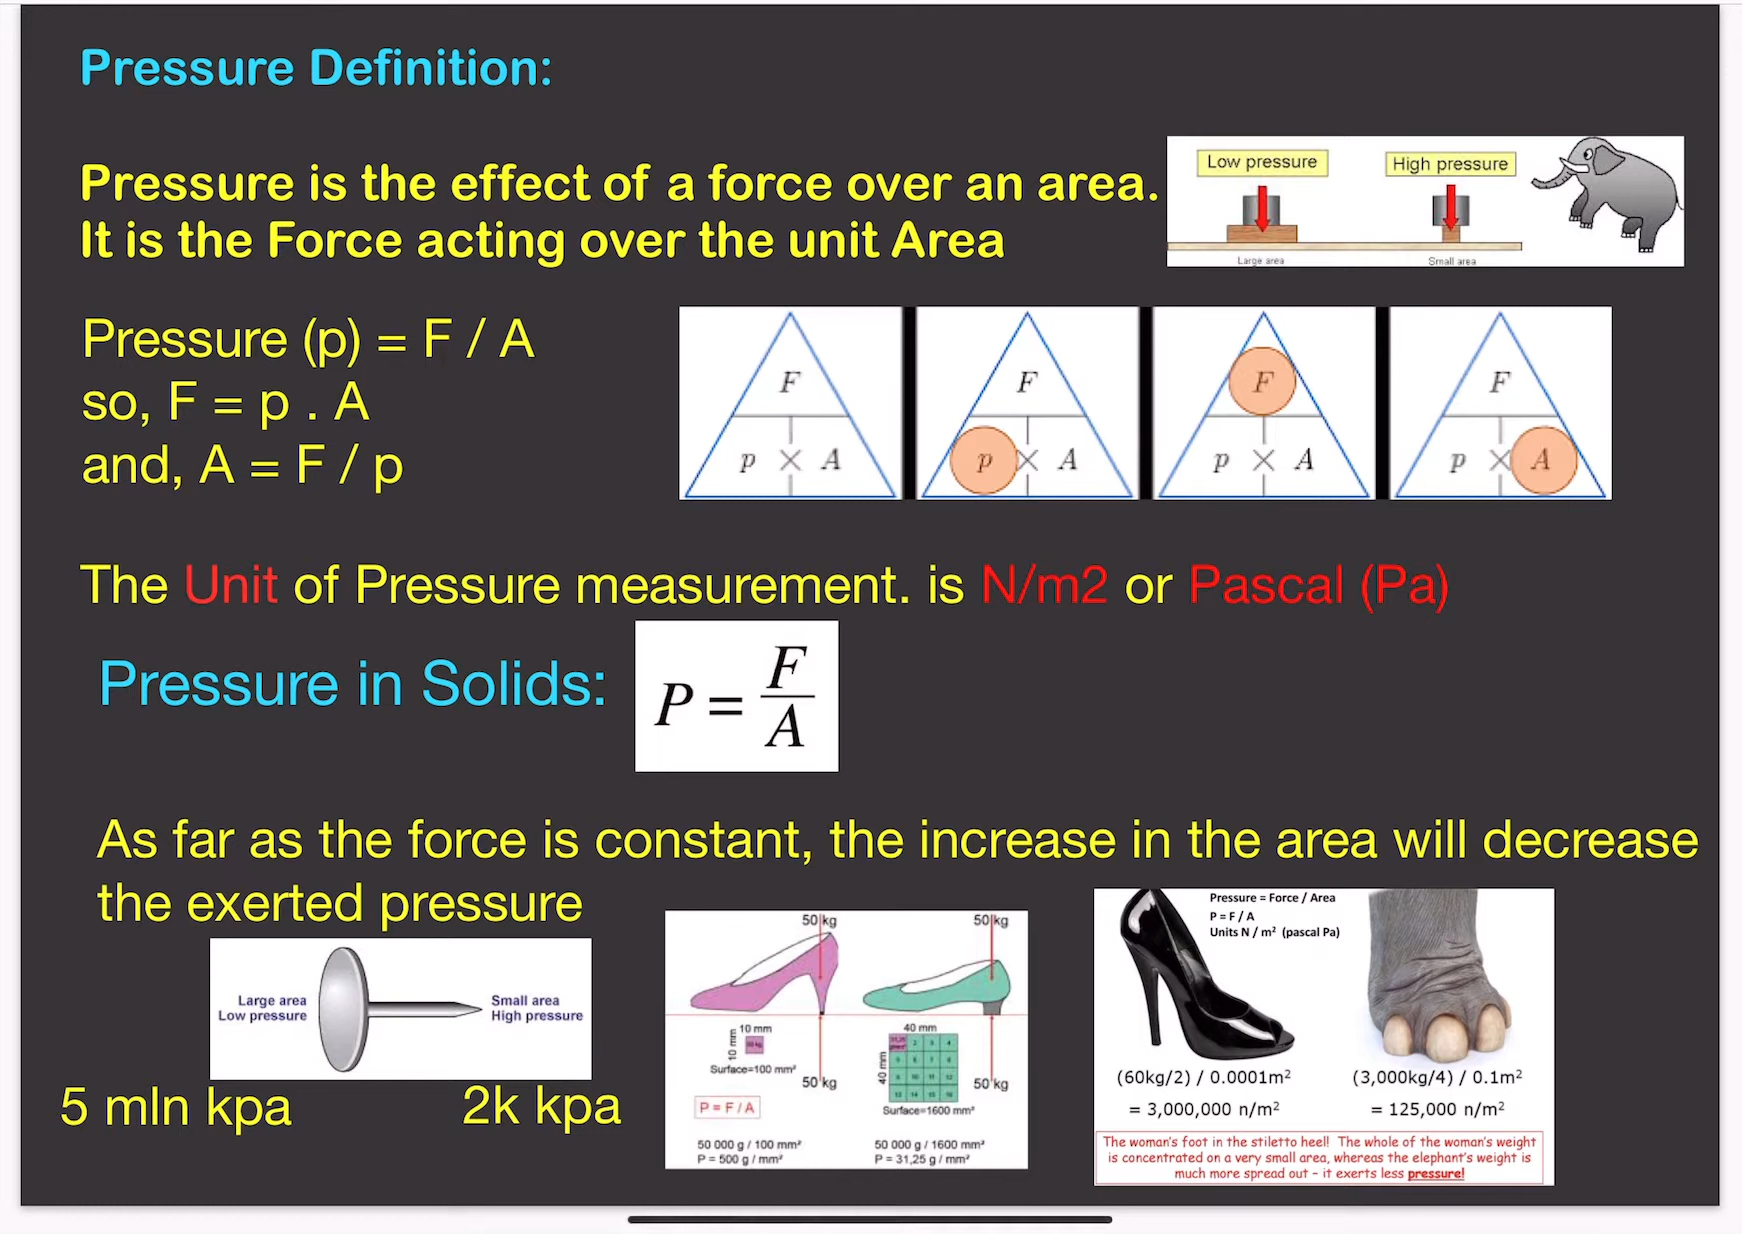 Pressure Definition:
Pressure is the effect of a force over an area.
It is the Force acting over the unit Area
Low pressure
High pressure
Large area
Small area
Pressure (p) = F / A
so, F = p . A
and, A = F / p
F
p × A
F
p × A
F
p × A
F
p × A
The Unit of Pressure measurement. is N/m2 or Pascal (Pa)
Pressure in Solids:
P = F / A
As far as the force is constant, the increase in the area will decrease
the exerted pressure
Large area
Low pressure
Small area
High pressure
5 mln kpa
2k kpa
50 kg
50 kg
10 mm
10 mm
Surface=100 mm²
50 kg
P = F / A
50 000 g / 100 mm²
P = 500 g / mm²
40 mm
40 mm
2 3 4
Surface=1600 mm²
50 kg
50 000 g / 1600 mm²
P = 31,25 g / mm²
Pressure = Force / Area
P = F / A
Units N / m² (pascal Pa)
(60kg/2) / 0.0001m²
= 3,000,000 n/m²
(3,000kg/4) / 0.1m²
= 125,000 n/m²
The woman's foot in the stiletto heel! The whole of the woman's weight
is concentrated on a very small area, whereas the elephant's weight is
much more spread out - it exerts less pressure!